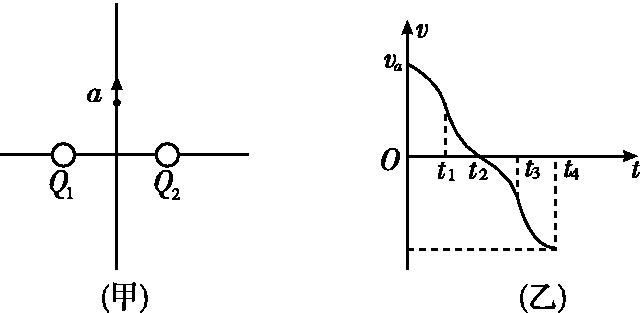 a
Q₁ Q₂
(甲)
v
vₐ
O t₁ t₂ t₃ t₄ t
(乙)